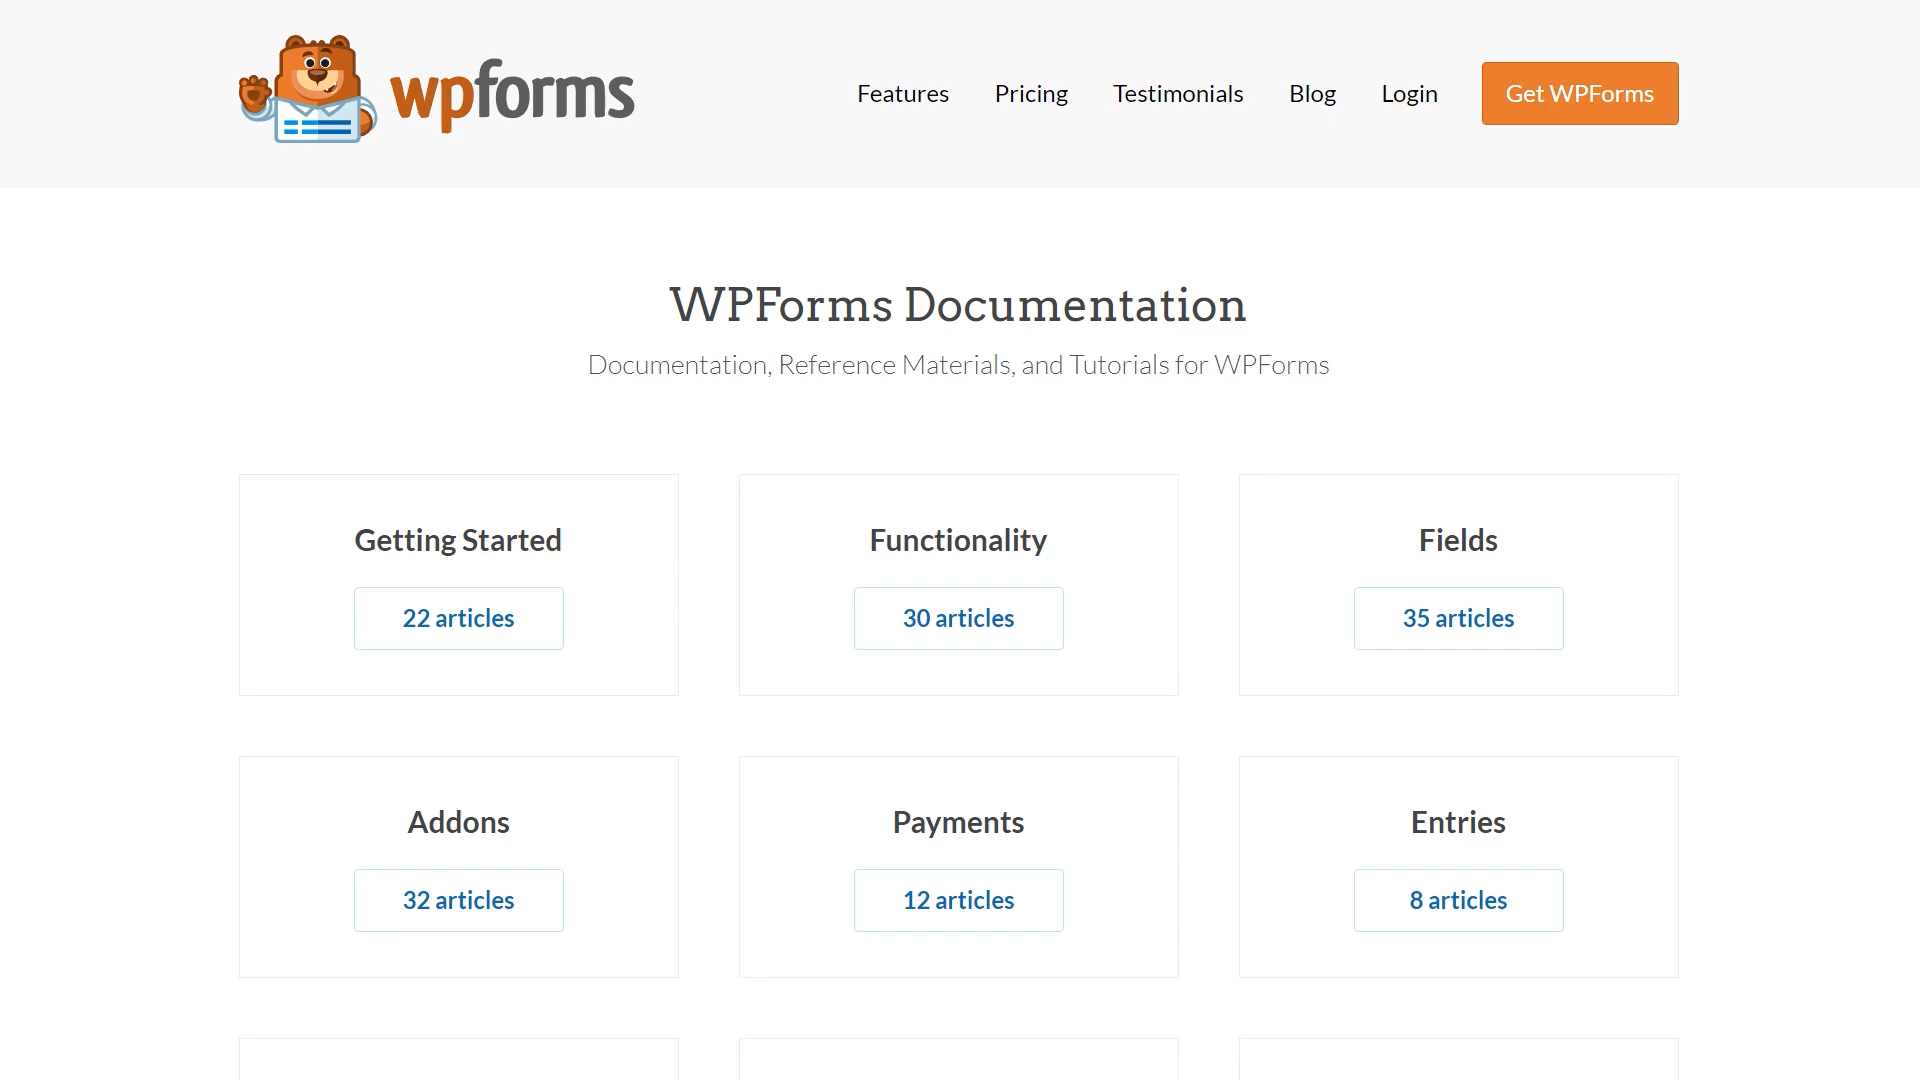 wpforms
Features Pricing Testimonials Blog Login Get WPForms
WPForms Documentation
Documentation, Reference Materials, and Tutorials for WPForms
Getting Started
22 articles
Functionality
30 articles
Fields
35 articles
Addons
32 articles
Payments
12 articles
Entries
8 articles